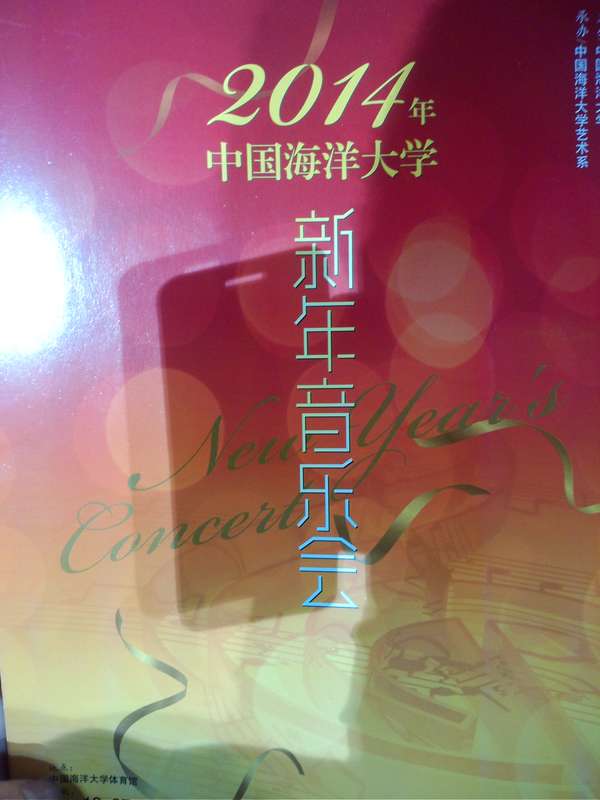 承办/中国海洋大学艺术系
2014年
中国海洋大学
新年音乐会
New Year's
Concert
地点:
中国海洋大学体育馆